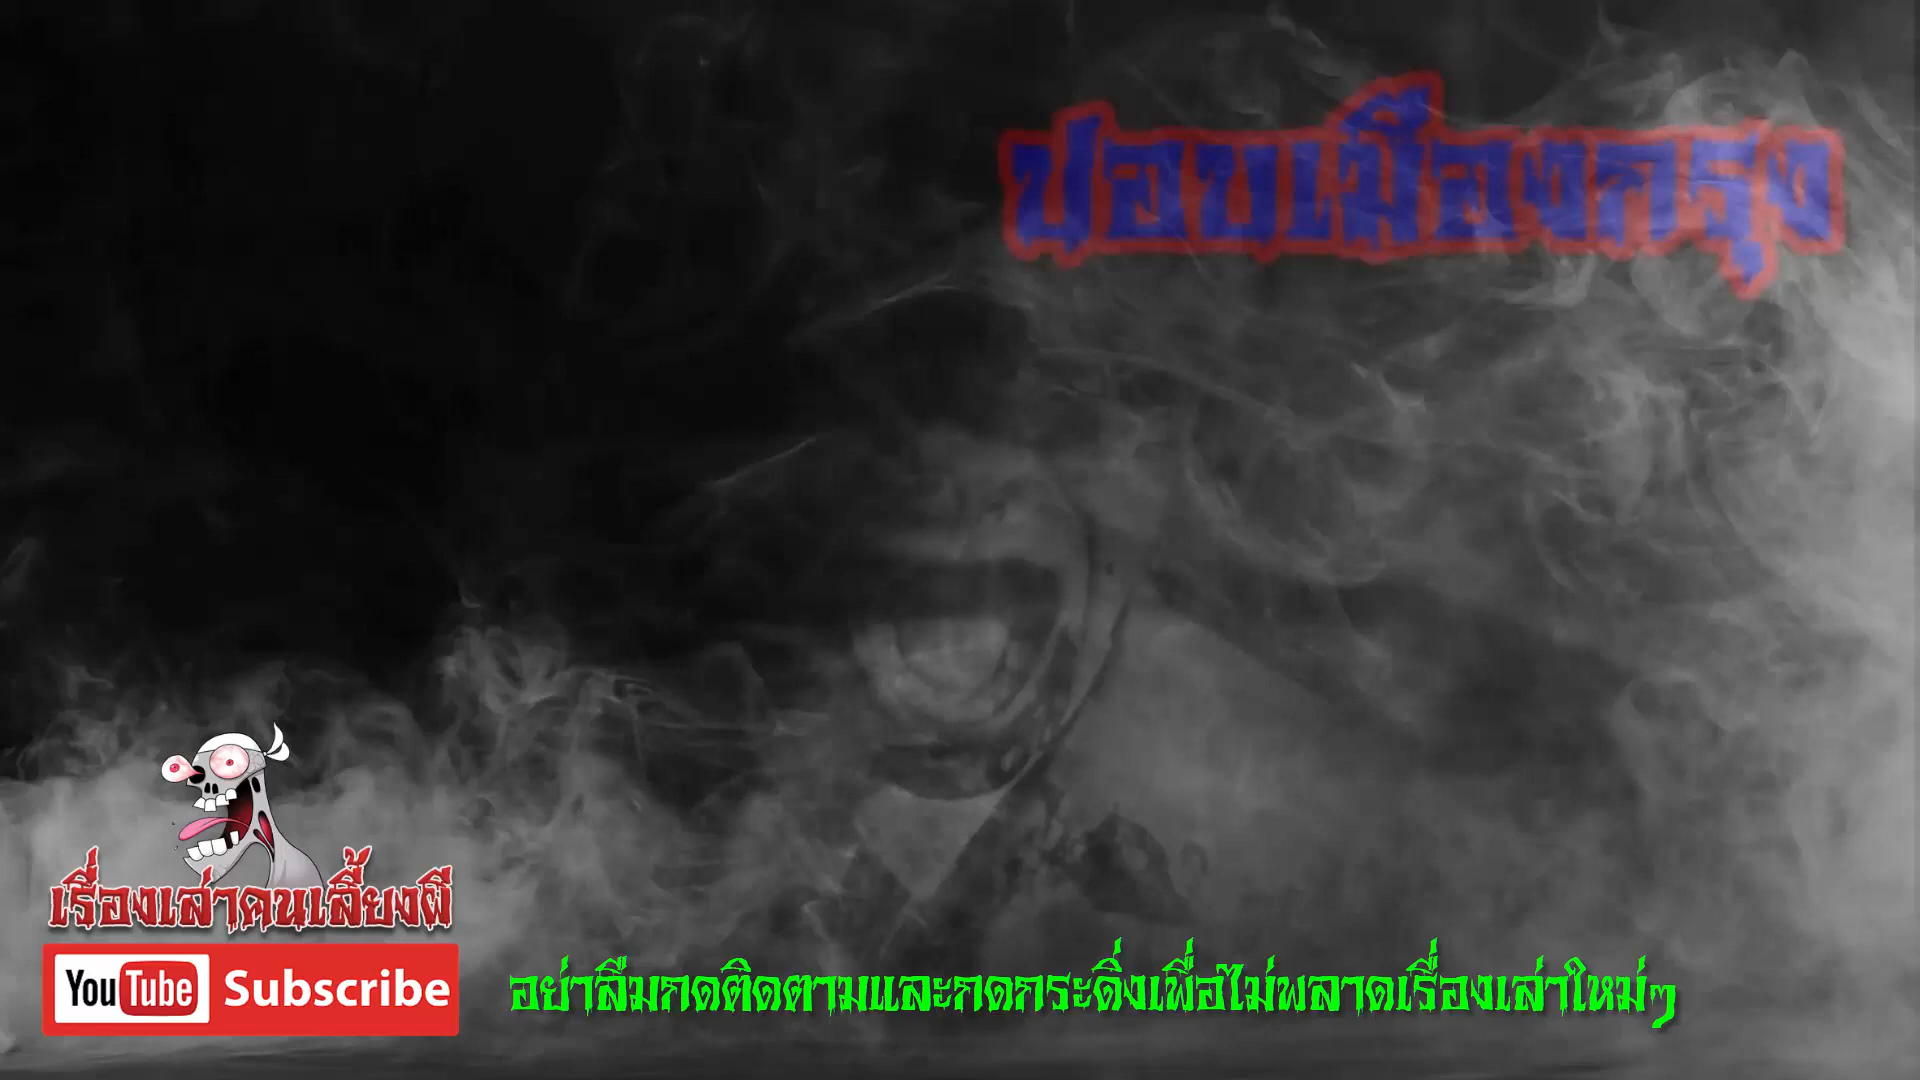 ปอบเมืองกรุง
เรื่องเล่าคนเลี้ยงผี
YouTube Subscribe
อย่าลืมกดติดตามและกดกระดิ่งเพื่อไม่พลาดเรื่องเล่าใหม่ๆ